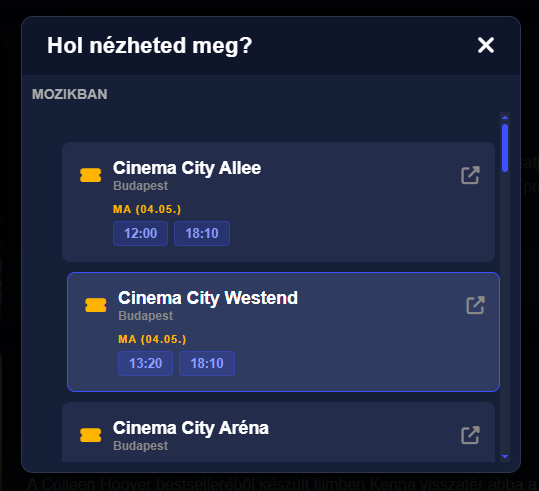 Hol nézheted meg?
MOZIKBAN
Cinema City Allee
Budapest
MA (04.05.)
12:00 18:10
Cinema City Westend
Budapest
MA (04.05.)
13:20 18:10
Cinema City Aréna
Budapest
A Colleen Hoover bestselleréből készült filmben Kenna visszatér abba a